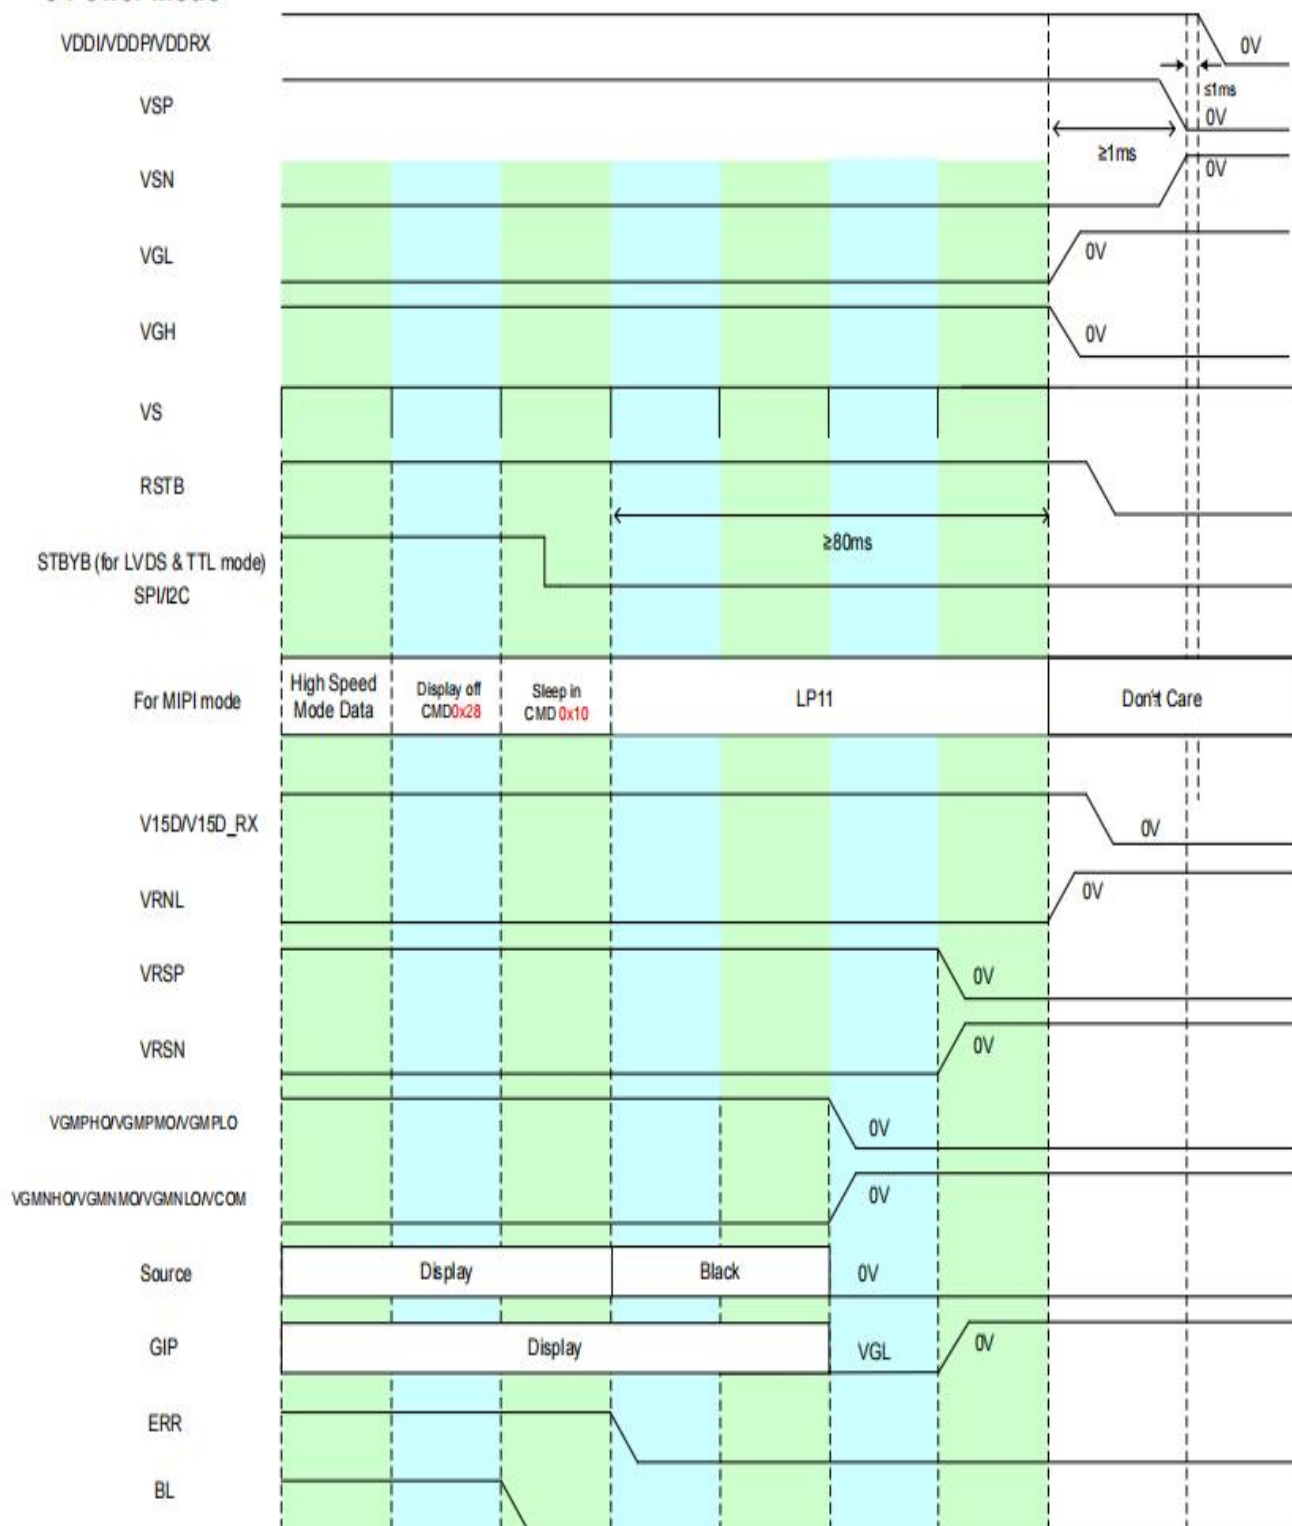 VDDI/VDDP/VDDRX
0V
≤1ms
VSP
0V
≥1ms
VSN
0V
VGL
0V
VGH
0V
VS
RSTB
≥80ms
STBYB (for LVDS & TTL mode)
SPI/I2C
For MIPI mode
High Speed
Mode Data
Display off
CMD0x28
Sleep in
CMD 0x10
LP11
Don't Care
V15D/V15D_RX
0V
VRNL
0V
VRSP
0V
VRSN
0V
VGMPHO/VGMPMO/VGMPLO
0V
VGMNHO/VGMNMO/VGMNLO/VCOM
0V
Source
Display
Black
0V
GIP
Display
VGL
0V
ERR
BL